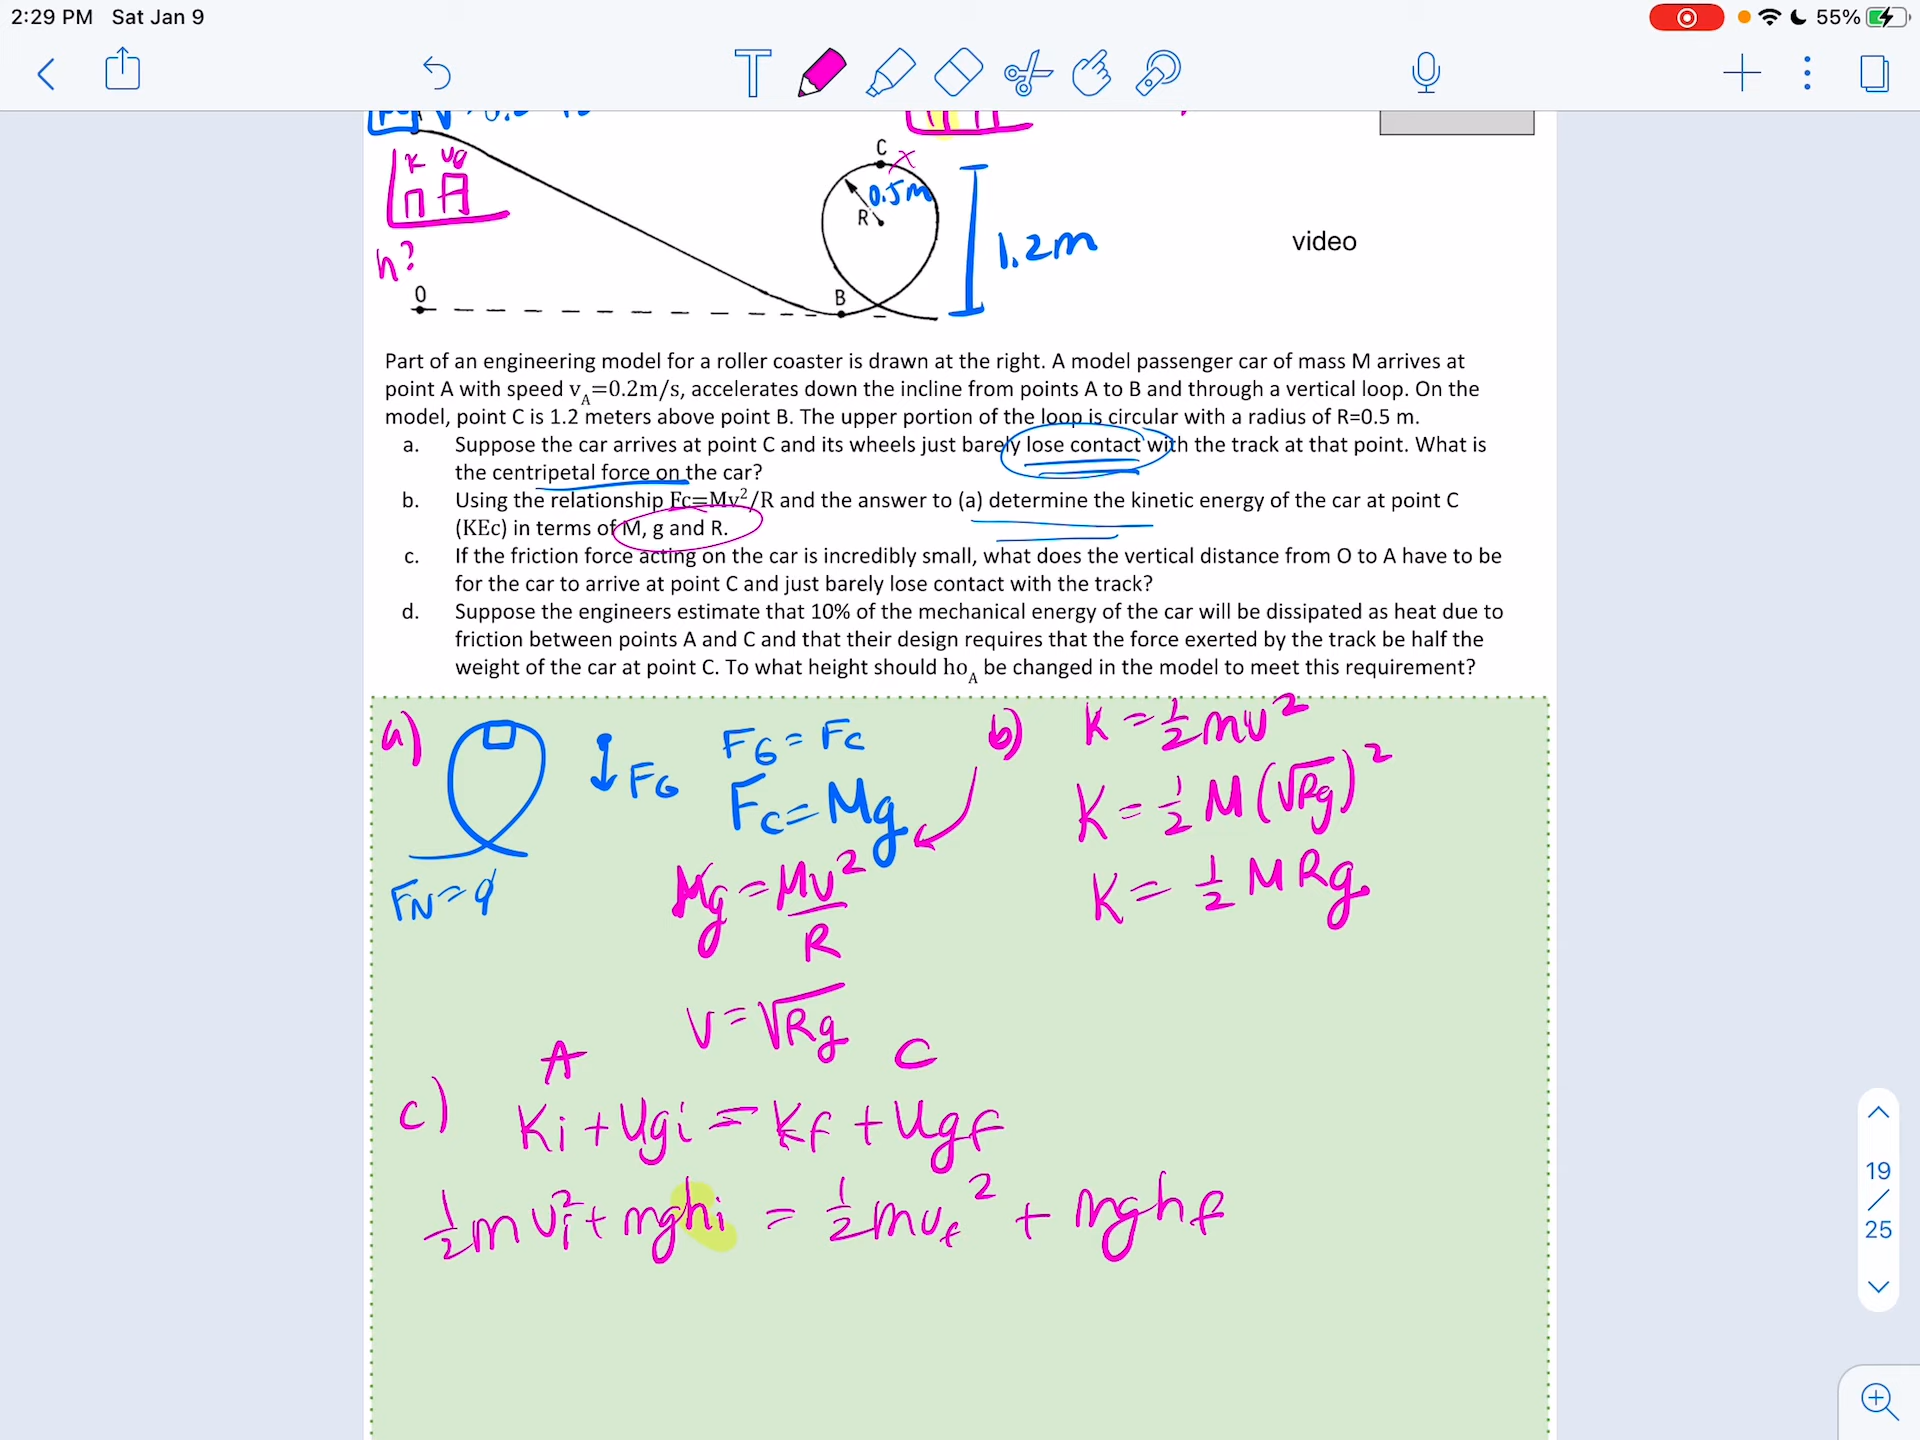 2:29 PM Sat Jan 9
55%
K Ug
h?
0
C x
0.5m
R
B
1.2m
video
Part of an engineering model for a roller coaster is drawn at the right. A model passenger car of mass M arrives at
point A with speed vA=0.2m/s, accelerates down the incline from points A to B and through a vertical loop. On the
model, point C is 1.2 meters above point B. The upper portion of the loop is circular with a radius of R=0.5 m.
a. Suppose the car arrives at point C and its wheels just barely lose contact with the track at that point. What is
the centripetal force on the car?
b. Using the relationship Fc=Mv²/R and the answer to (a) determine the kinetic energy of the car at point C
(KEc) in terms of M, g and R.
c. If the friction force acting on the car is incredibly small, what does the vertical distance from O to A have to be
for the car to arrive at point C and just barely lose contact with the track?
d. Suppose the engineers estimate that 10% of the mechanical energy of the car will be dissipated as heat due to
friction between points A and C and that their design requires that the force exerted by the track be half the
weight of the car at point C. To what height should hoA be changed in the model to meet this requirement?
a)
FG
FN=0
FG = FC
FC=Mg
Mg = Mv²/R
V=√Rg
b) K=½mv²
K=½M(√Rg)²
K=½MRg
A C
c) Ki+Ugi=Kf+Ugf
½mvi²+mghi = ½mvf² + mghf
19
/
25